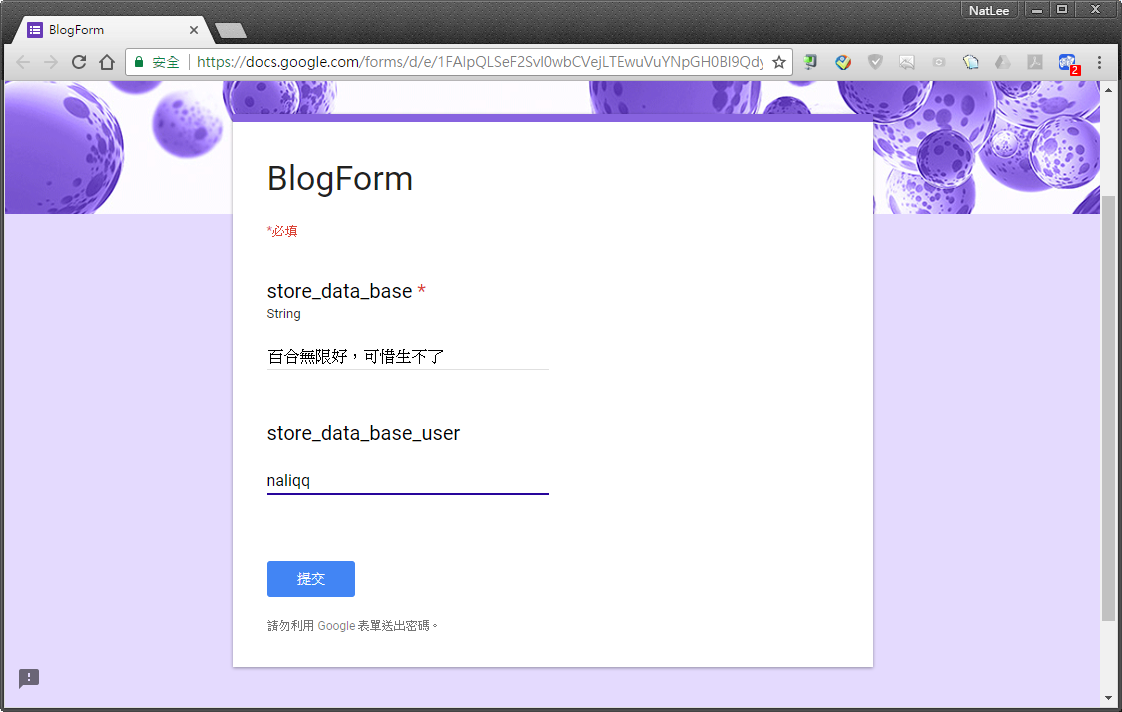 NatLee
BlogForm
安全 https://docs.google.com/forms/d/e/1FAIpQLSeF2SvI0wbCVejLTEwuVuYNpGH0BI9Qdy
2
BlogForm
*必填
store_data_base *
String
百合無限好，可惜生不了
store_data_base_user
naliqq
提交
請勿利用 Google 表單送出密碼。